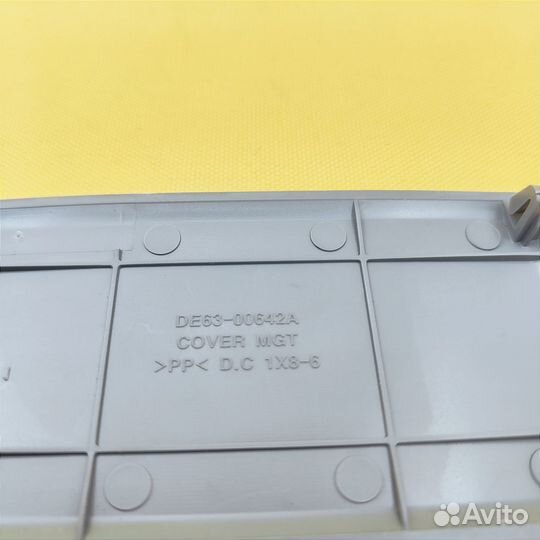 DE63-00642A
COVER MGT
>PP< D.C 1X8-6
J
Avito